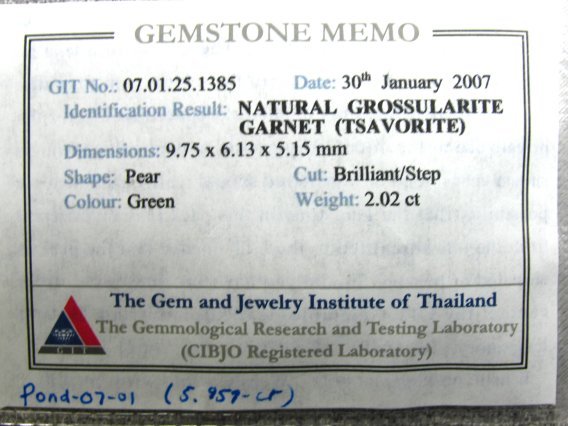 GEMSTONE MEMO
GIT No.: 07.01.25.1385 Date: 30th January 2007
Identification Result: NATURAL GROSSULARITE
GARNET (TSAVORITE)
Dimensions: 9.75 x 6.13 x 5.15 mm
Shape: Pear Cut: Brilliant/Step
Colour: Green Weight: 2.02 ct
The Gem and Jewelry Institute of Thailand
The Gemmological Research and Testing Laboratory
GIT (CIBJO Registered Laboratory)
Pond-07-01 (5.959-